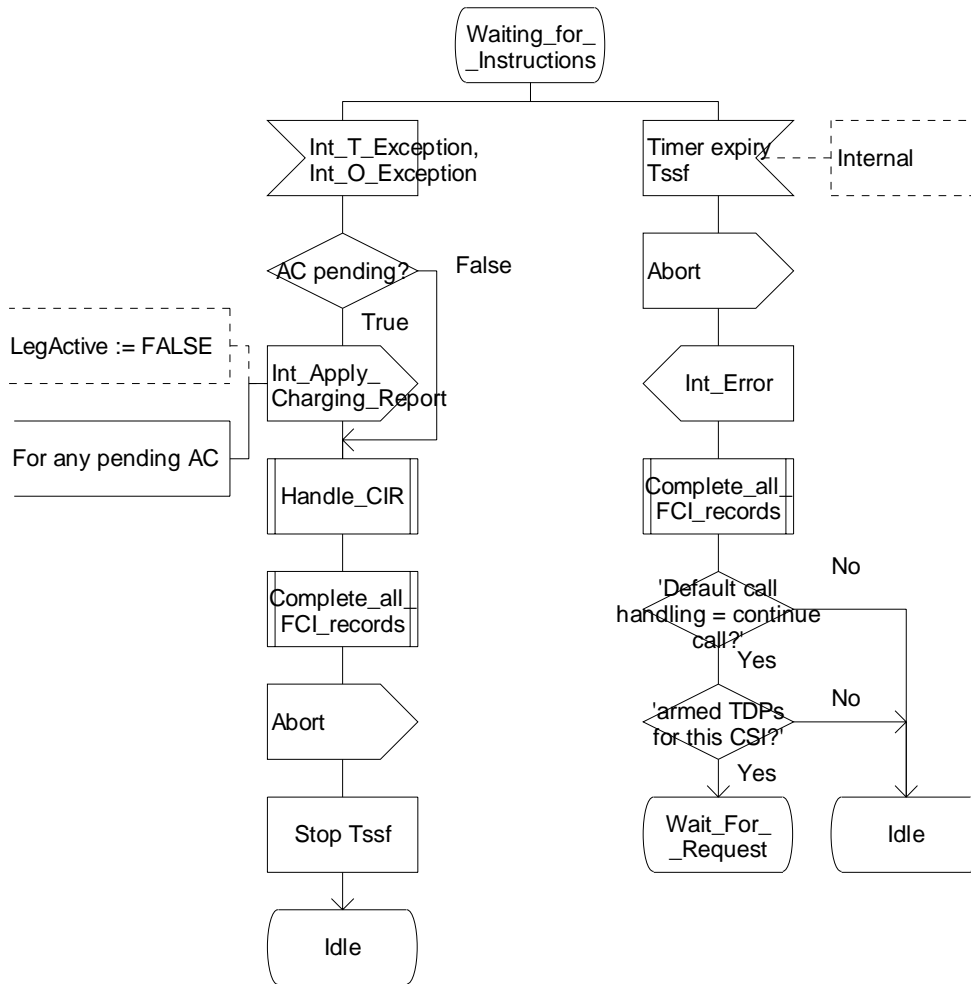 Waiting_for_
_Instructions
Int_T_Exception,
Int_O_Exception
Timer expiry
Tssf
Internal
AC pending?
False
True
Abort
LegActive := FALSE
Int_Apply_
Charging_Report
Int_Error
For any pending AC
Handle_CIR
Complete_all_
FCI_records
No
Complete_all_
FCI_records
'Default call
handling = continue
call?'
Yes
Abort
'armed TDPs
for this CSI?'
No
Yes
Stop Tssf
Wait_For_
_Request
Idle
Idle